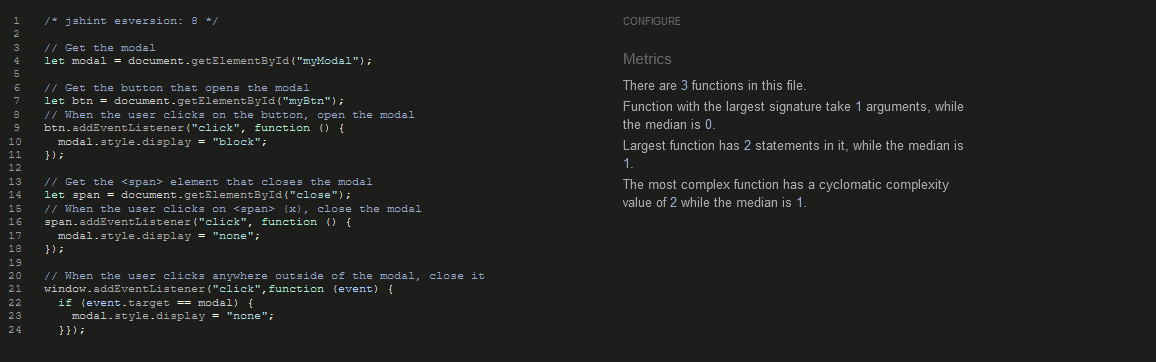 1 /* jshint esversion: 8 */
2
3 // Get the modal
4 let modal = document.getElementById("myModal");
5
6 // Get the button that opens the modal
7 let btn = document.getElementById("myBtn");
8 // When the user clicks on the button, open the modal
9 btn.addEventListener("click", function () {
10   modal.style.display = "block";
11 });
12
13 // Get the <span> element that closes the modal
14 let span = document.getElementById("close");
15 // When the user clicks on <span> (x), close the modal
16 span.addEventListener("click", function () {
17   modal.style.display = "none";
18 });
19
20 // When the user clicks anywhere outside of the modal, close it
21 window.addEventListener("click",function (event) {
22   if (event.target == modal) {
23     modal.style.display = "none";
24   }});
CONFIGURE
Metrics
There are 3 functions in this file.
Function with the largest signature take 1 arguments, while
the median is 0.
Largest function has 2 statements in it, while the median is
1.
The most complex function has a cyclomatic complexity
value of 2 while the median is 1.